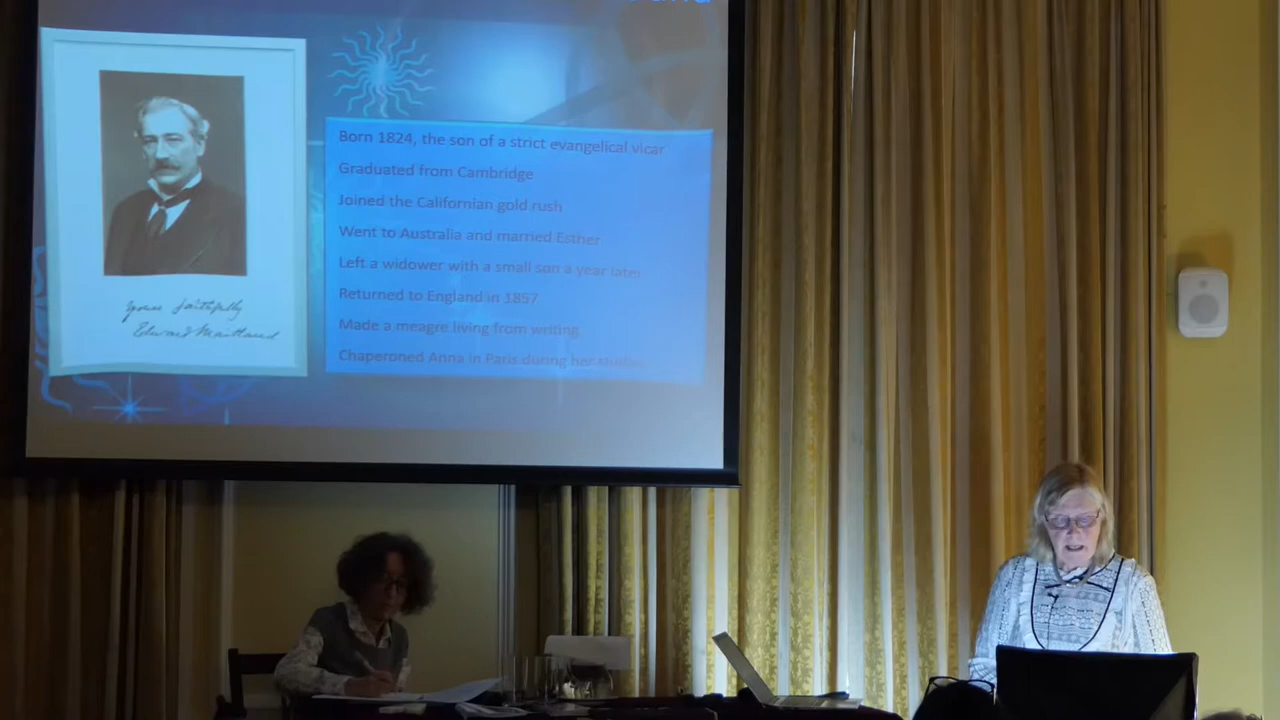 Born 1824, the son of a strict evangelical vicar
Graduated from Cambridge
Joined the Californian gold rush
Went to Australia and married Esther
Left a widower with a small son a year later
Returned to England in 1857
Made a meagre living from writing
Chaperoned Anna in Paris during her studies
Yours faithfully
Edward Maitland